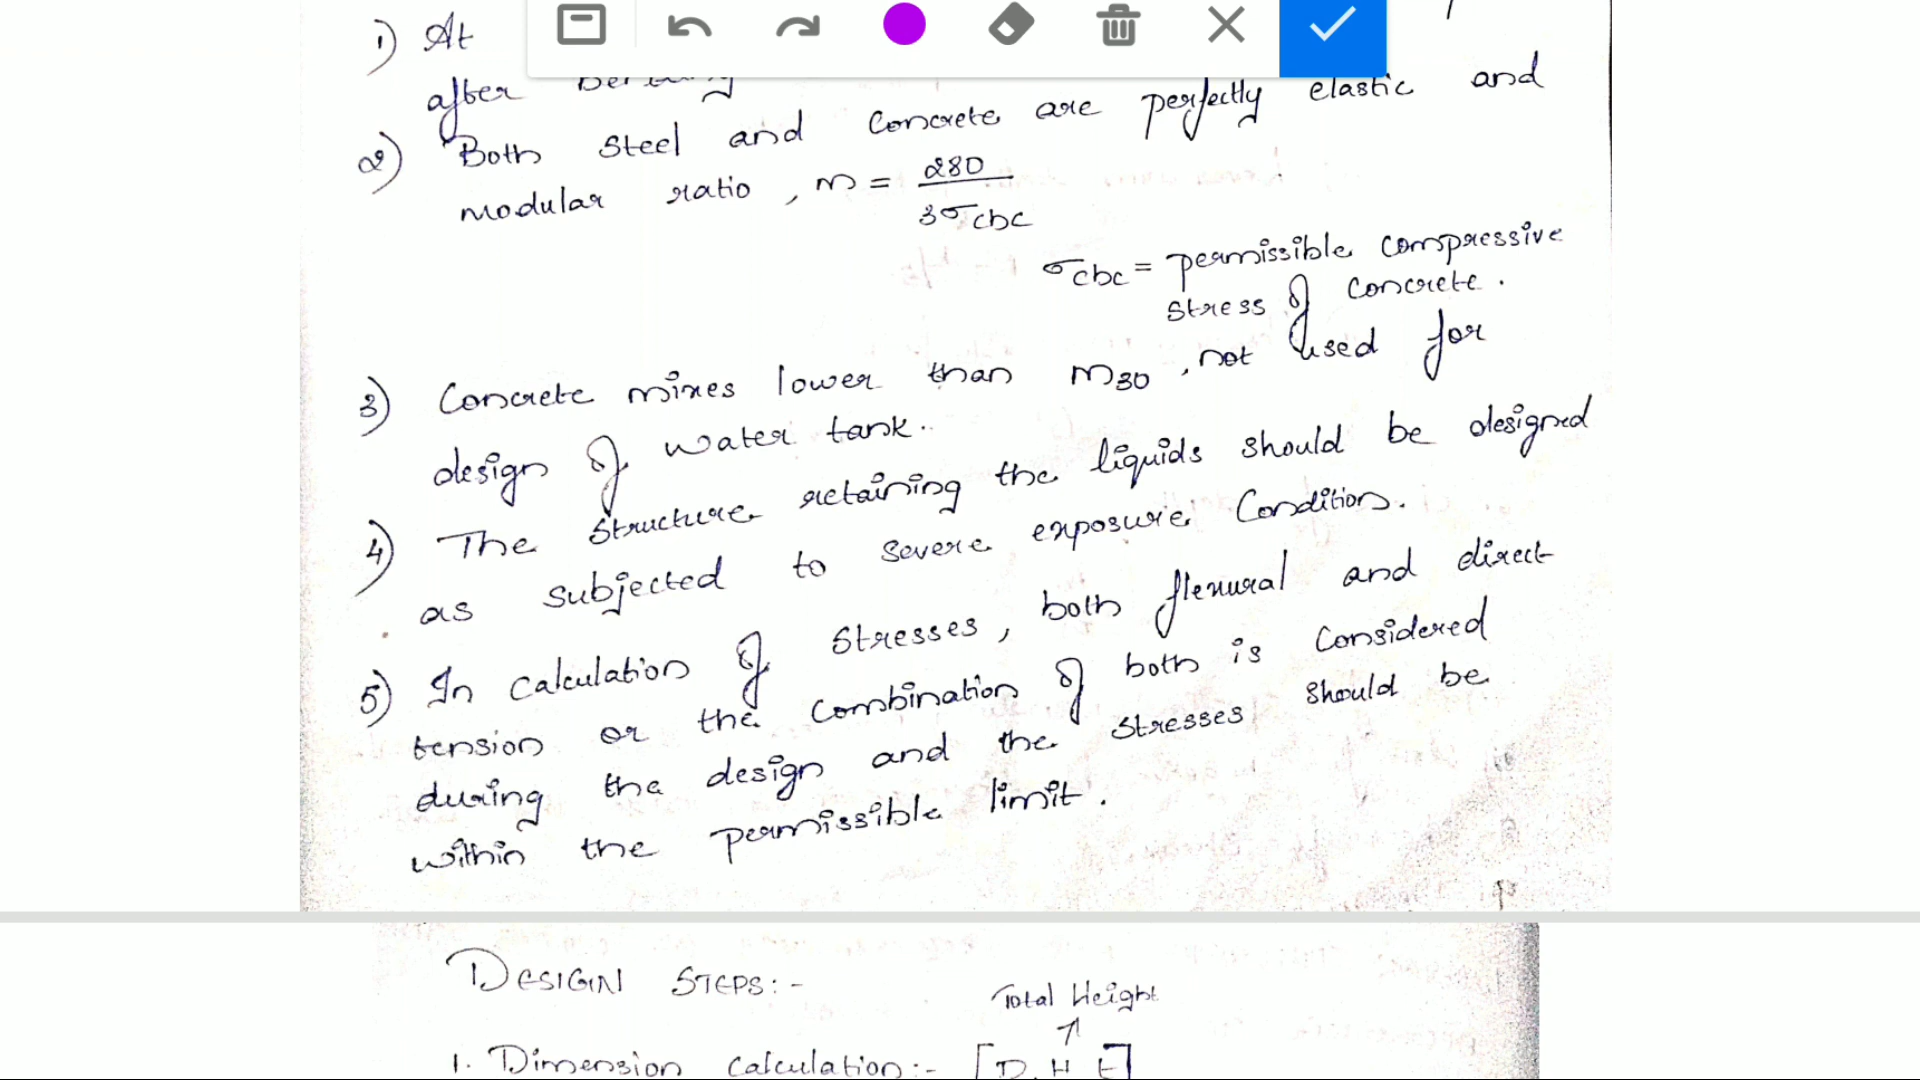 1) At
after
2) Both Steel and Concrete are perfectly elastic and
modular ratio, m = 280
3σcbc
σcbc = permissible compressive
stress of concrete.
3) Concrete mixes lower than M30, not used for
design of water tank.
4) The Structure retaining the liquids should be designed
as subjected to severe exposure Condition.
5) In calculation of stresses, both flexural and direct
tension or the combination of both is Considered
during the design and the stresses should be
within the permissible limit.
DESIGN STEPS:-
Total Height
↑
1. Dimension calculation:- [D, H, t]